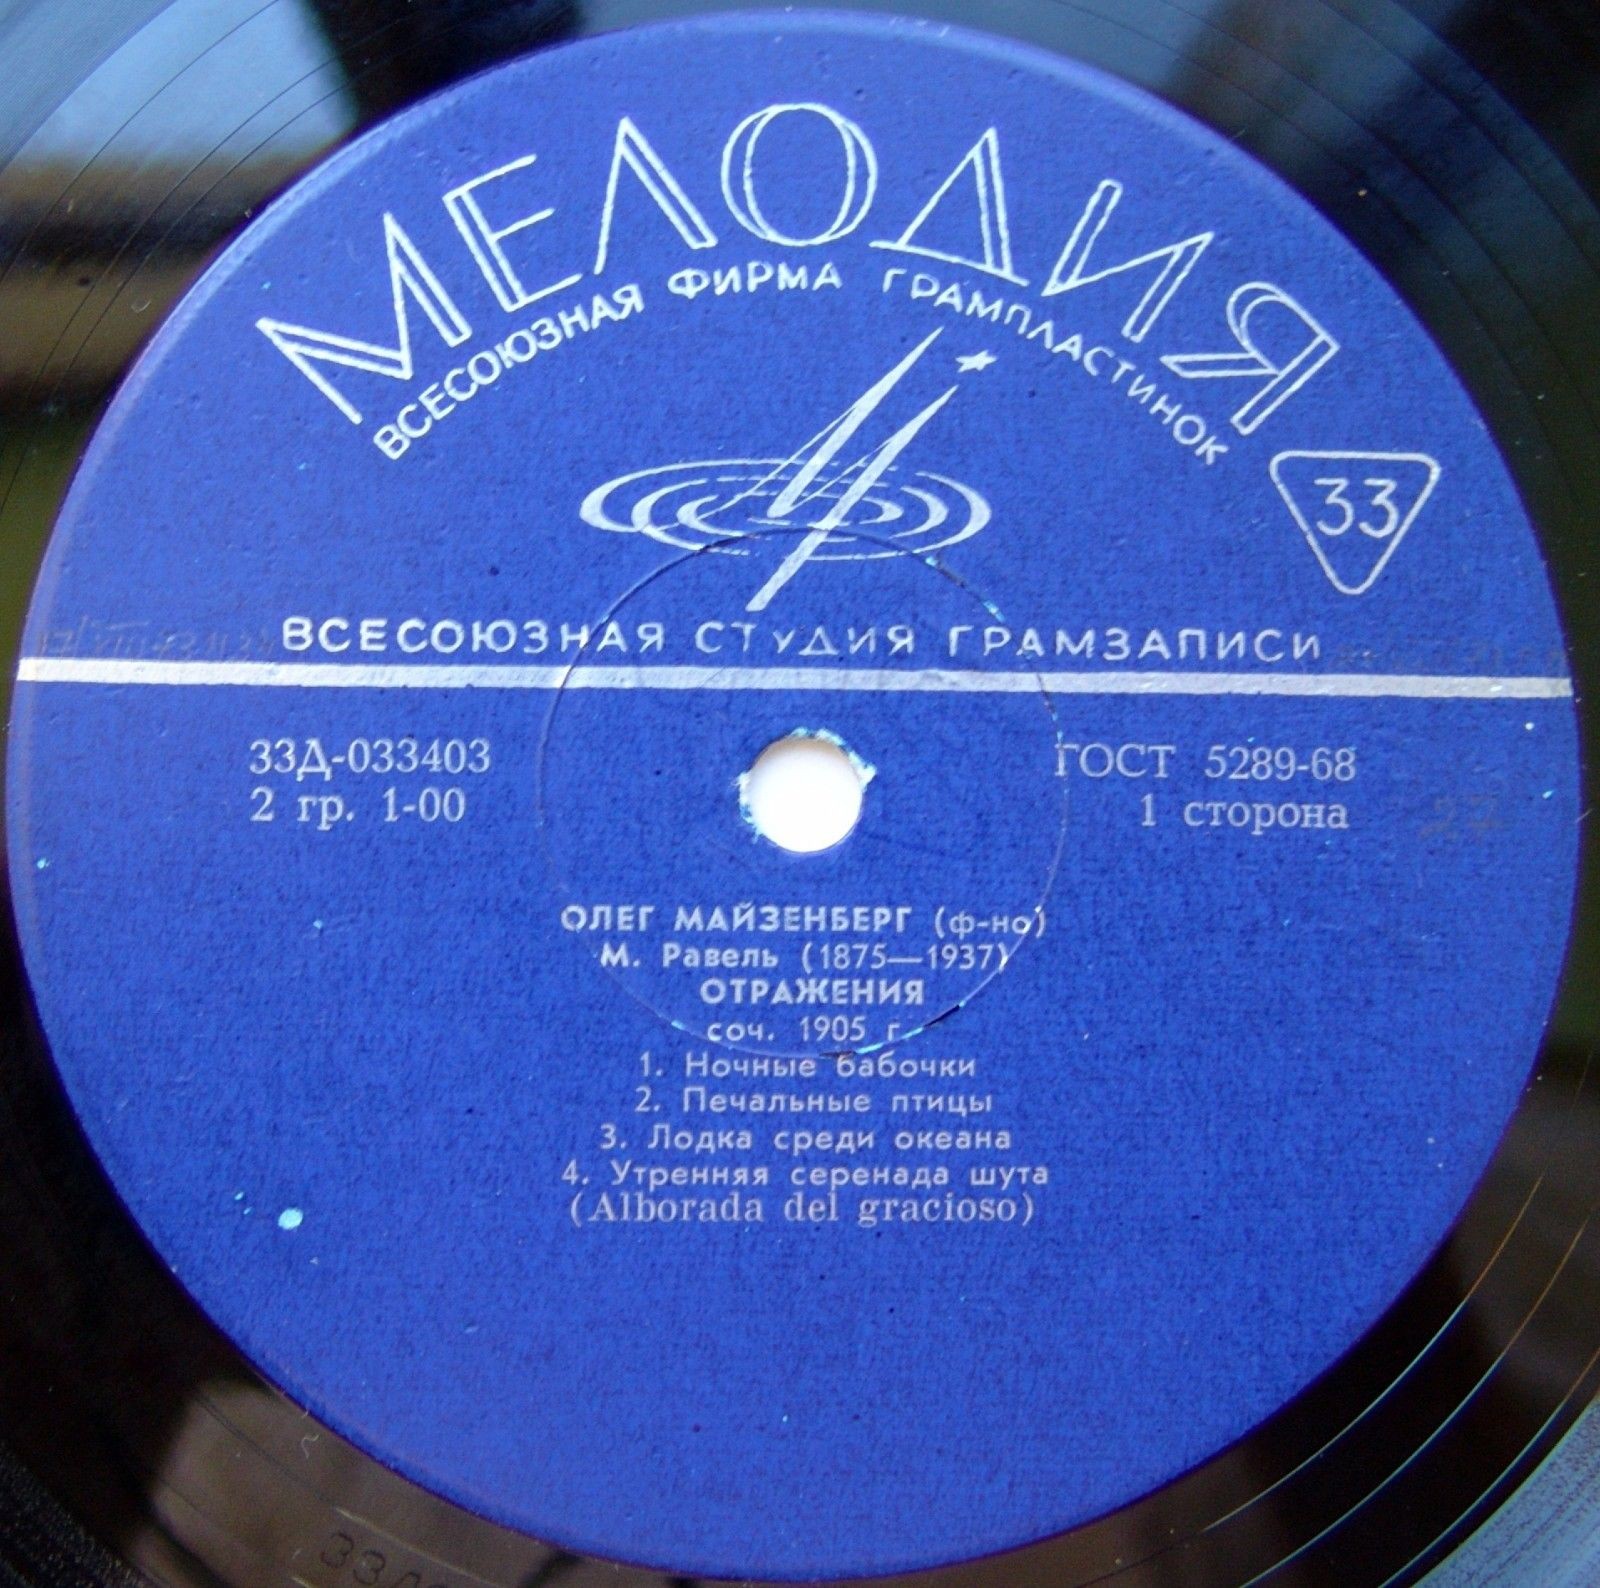 МЕЛОДИЯ
ВСЕСОЮЗНАЯ ФИРМА ГРАМПЛАСТИНОК
33
ВСЕСОЮЗНАЯ СТУДИЯ ГРАМЗАПИСИ
33Д-033403
ГОСТ 5289-68
2 гр. 1-00
1 сторона
ОЛЕГ МАЙЗЕНБЕРГ (ф-но)
М. Равель (1875—1937)
ОТРАЖЕНИЯ
соч. 1905 г.
1. Ночные бабочки
2. Печальные птицы
3. Лодка среди океана
4. Утренняя серенада шута
(Alborada del gracioso)